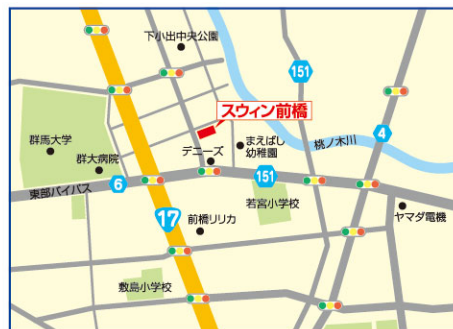 下小出中央公園
151
スウィン前橋
群馬大学
群大病院
デニーズ
まえばし
幼稚園
桃ノ木川
4
東部バイパス
6
151
若宮小学校
ヤマダ電機
17
前橋リリカ
敷島小学校